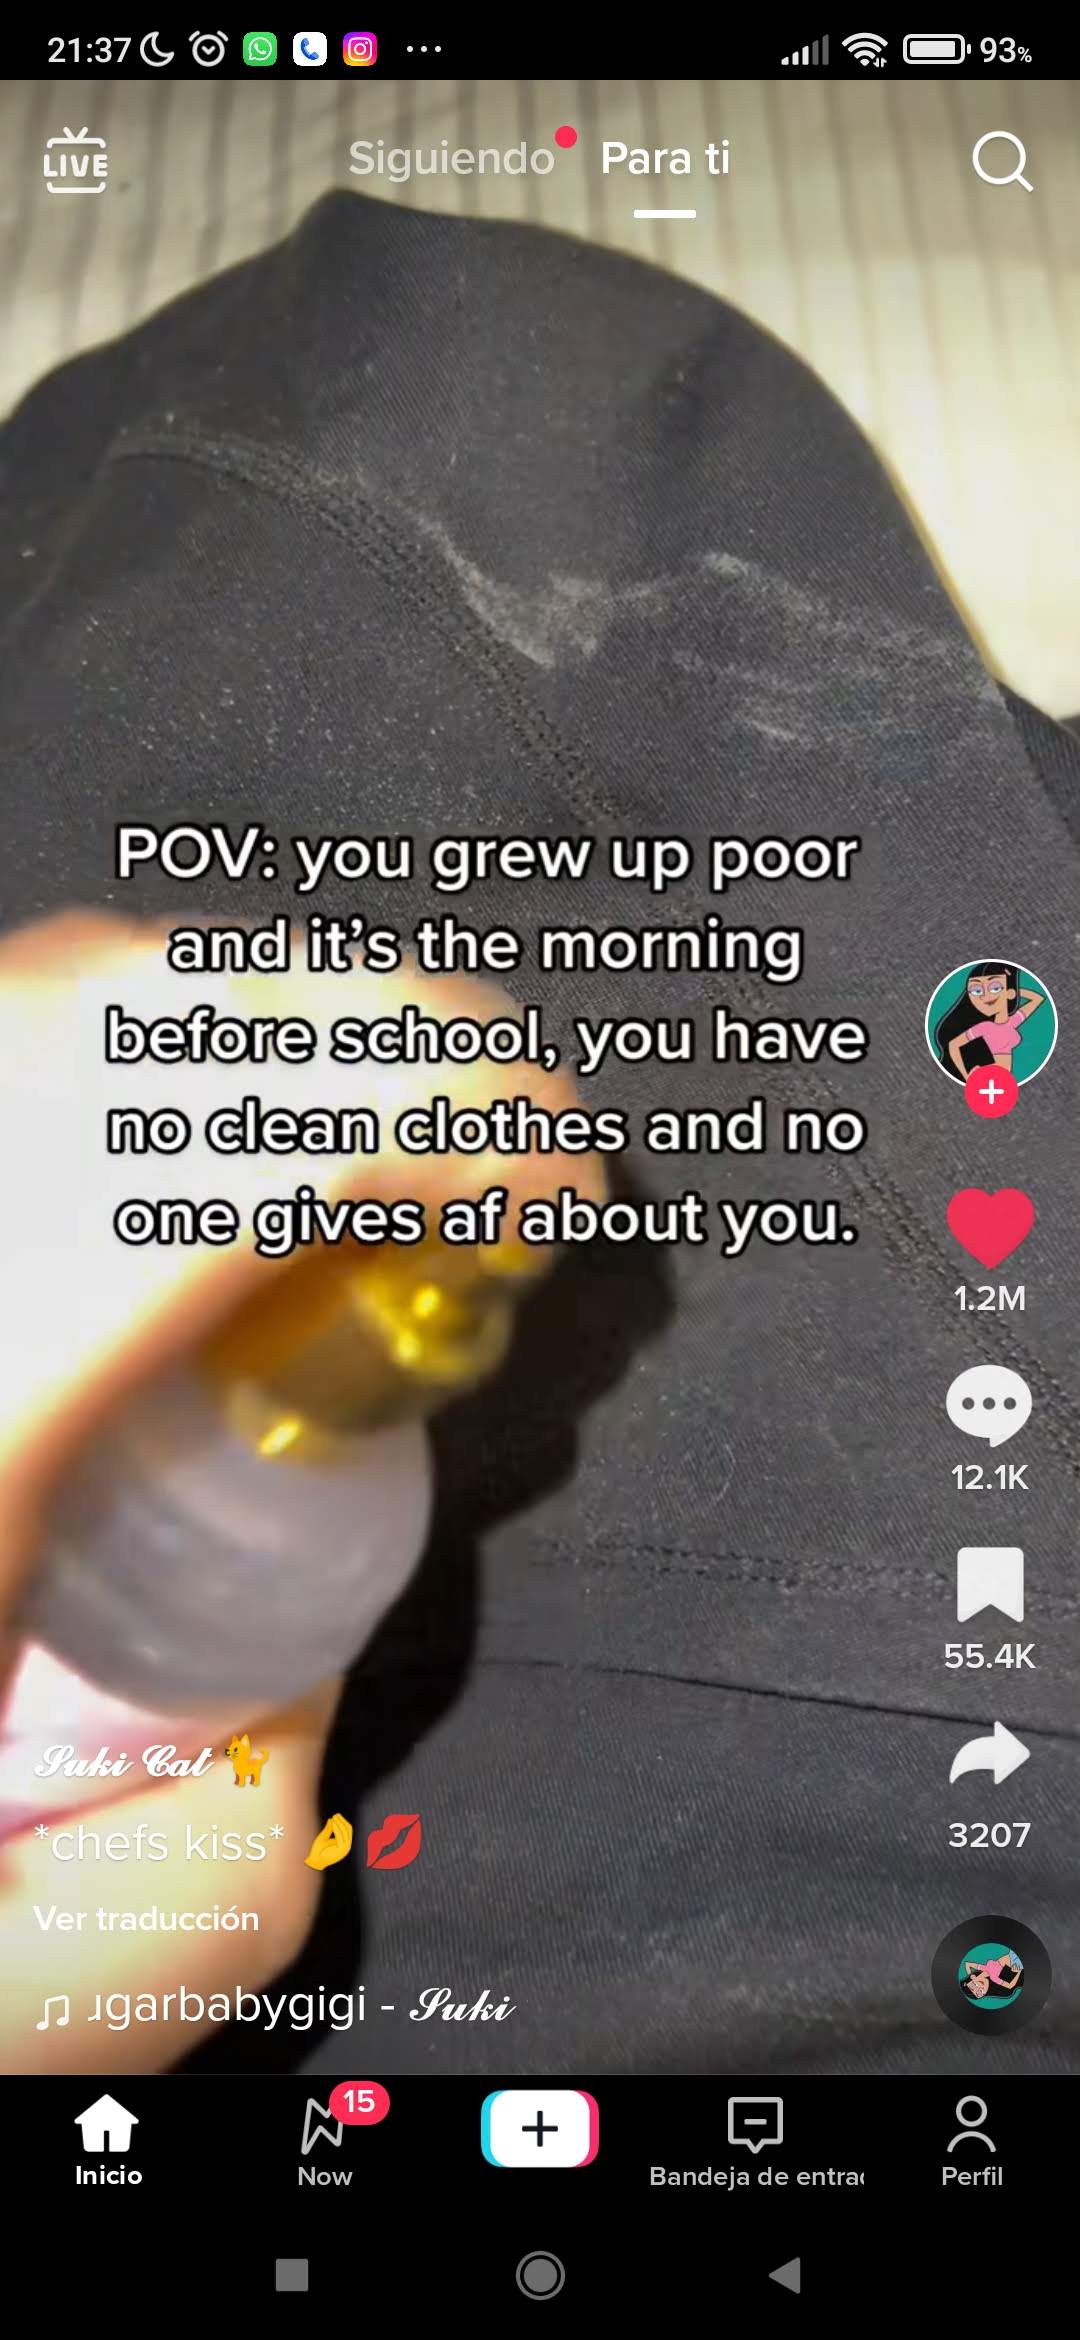 21:37
93%
LIVE
Siguiendo
Para ti
POV: you grew up poor
and it's the morning
before school, you have
no clean clothes and no
one gives af about you.
1.2M
12.1K
55.4K
3207
Suki Cat 🐈
*chefs kiss* 🤌💋
Ver traducción
ugarbabygigi - Suki
15
Inicio
Now
Bandeja de entra
Perfil